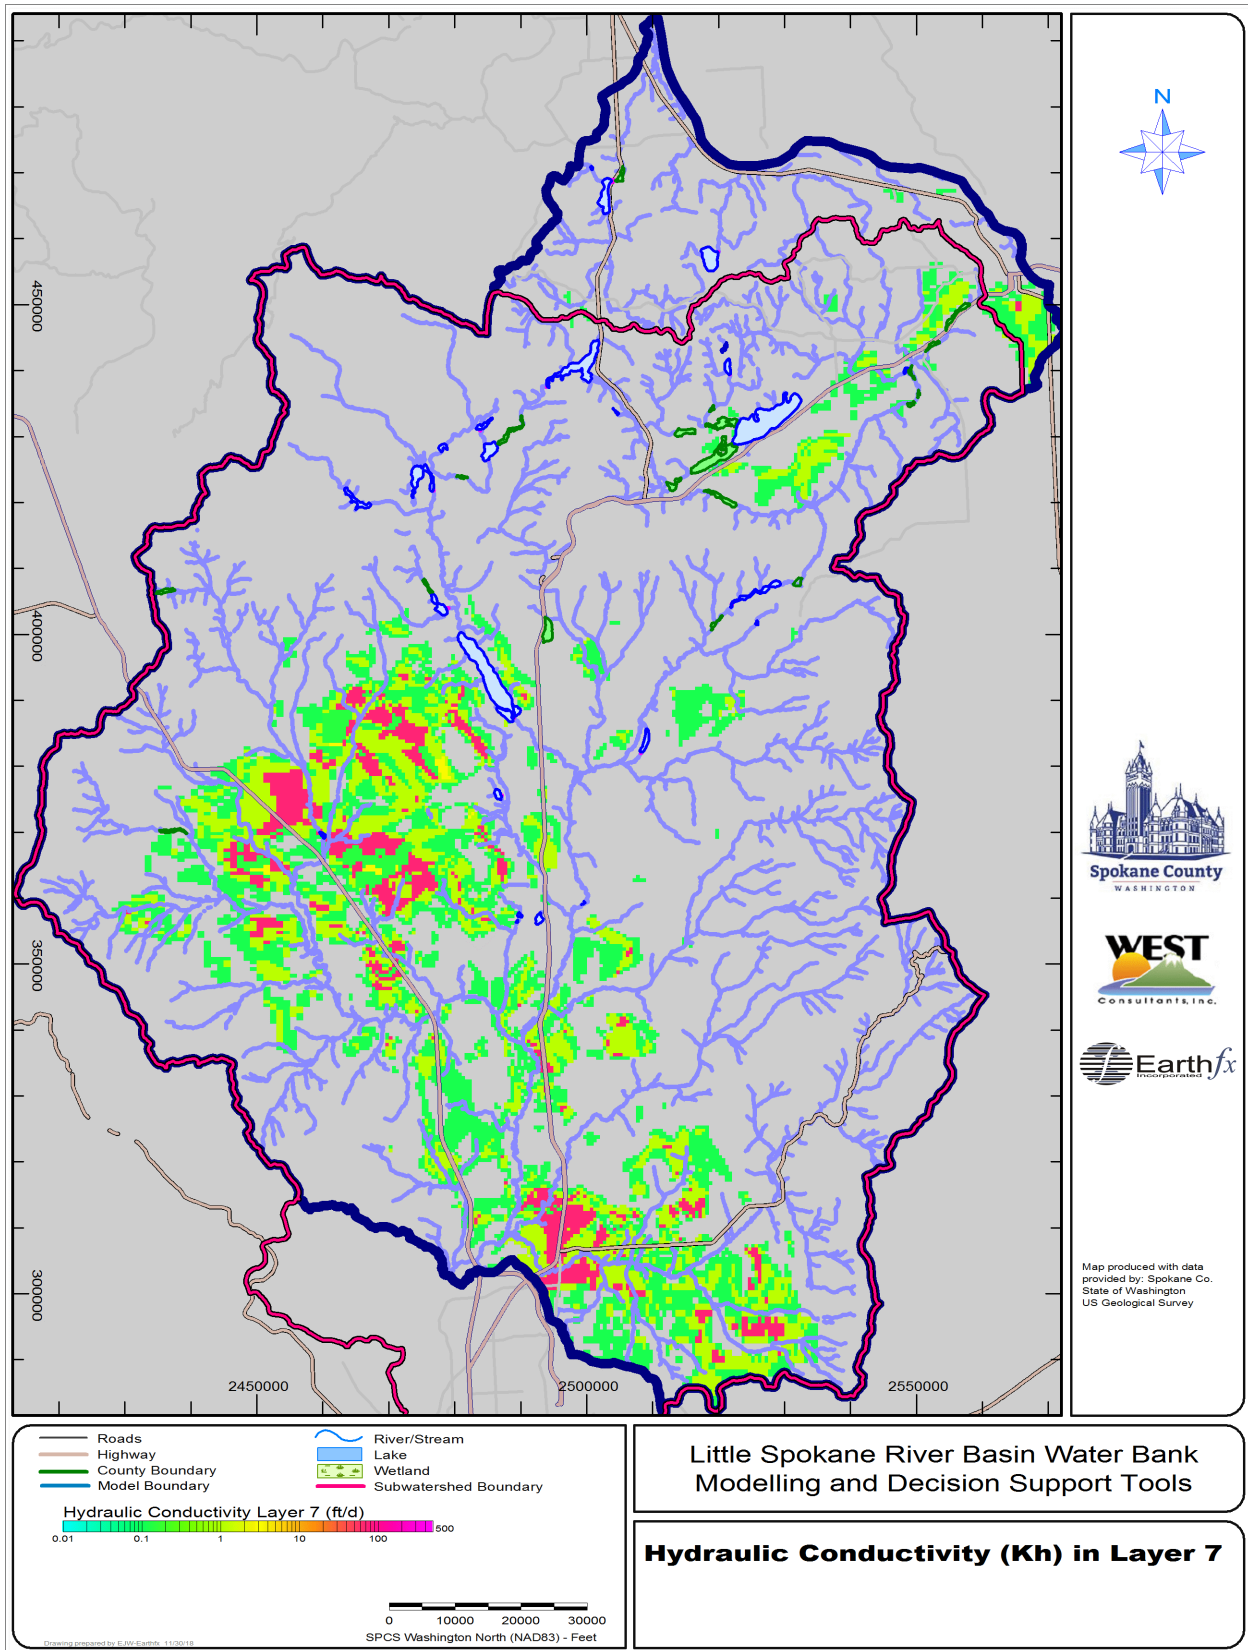 N
450000
400000
350000
300000
2450000
2500000
2550000
Spokane County
WASHINGTON
WEST
Consultants, Inc.
Earthfx
Incorporated
Map produced with data
provided by: Spokane Co.
State of Washington
US Geological Survey
Roads
Highway
County Boundary
Model Boundary
River/Stream
Lake
Wetland
Subwatershed Boundary
Hydraulic Conductivity Layer 7 (ft/d)
0.01 0.1 1 10 100 500
0 10000 20000 30000
SPCS Washington North (NAD83) - Feet
Drawing prepared by EJW-Earthfx 11/30/18
Little Spokane River Basin Water Bank
Modelling and Decision Support Tools
Hydraulic Conductivity (Kh) in Layer 7